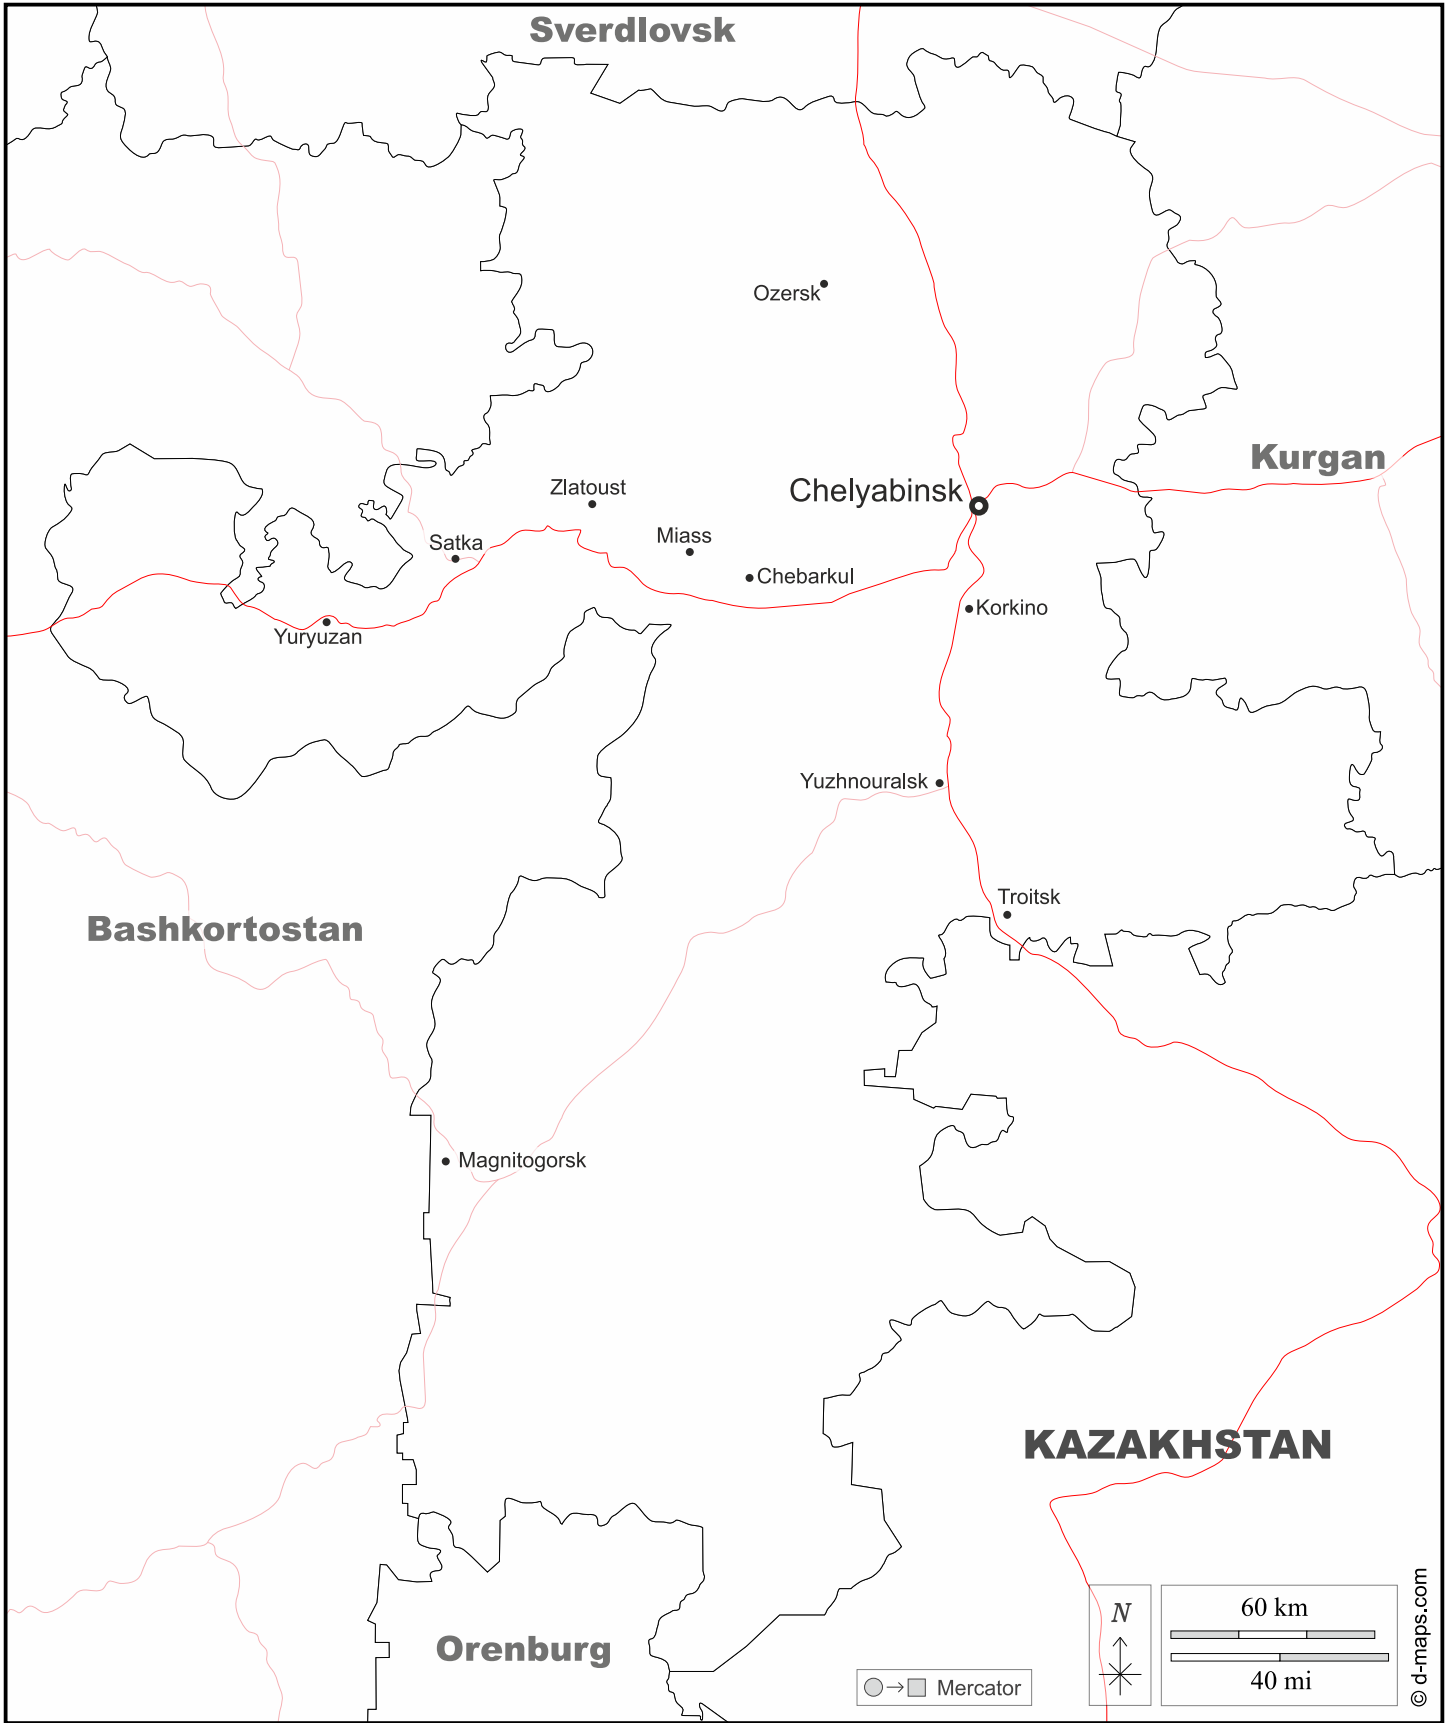 Sverdlovsk
Ozersk
Kurgan
Zlatoust
Chelyabinsk
Miass
Satka
Chebarkul
Korkino
Yuryuzan
Yuzhnouralsk
Troitsk
Bashkortostan
Magnitogorsk
KAZAKHSTAN
Orenburg
N
60 km
40 mi
Mercator
© d-maps.com